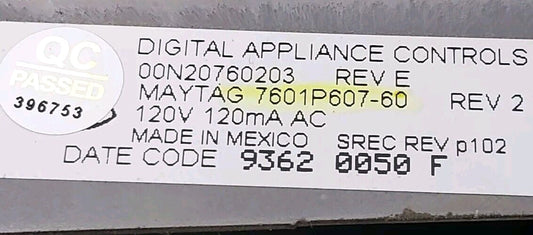 QC
PASSED
396753
DIGITAL APPLIANCE CONTROLS
00N20760203 REV E
MAYTAG 7601P607-60 REV 2
120V 120mA AC
MADE IN MEXICO SREC REV p102
DATE CODE 9362 0050 F